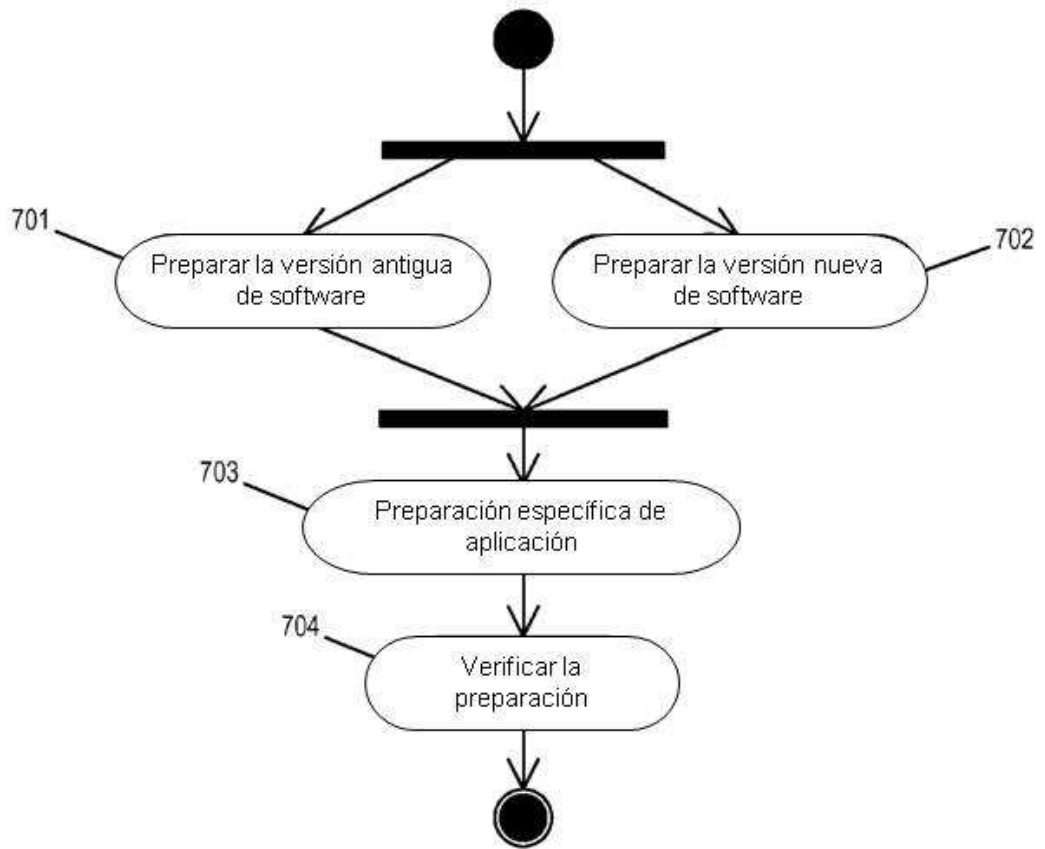 701
Preparar la versión antigua
de software
702
Preparar la versión nueva
de software
703
Preparación específica de
aplicación
704
Verificar la
preparación